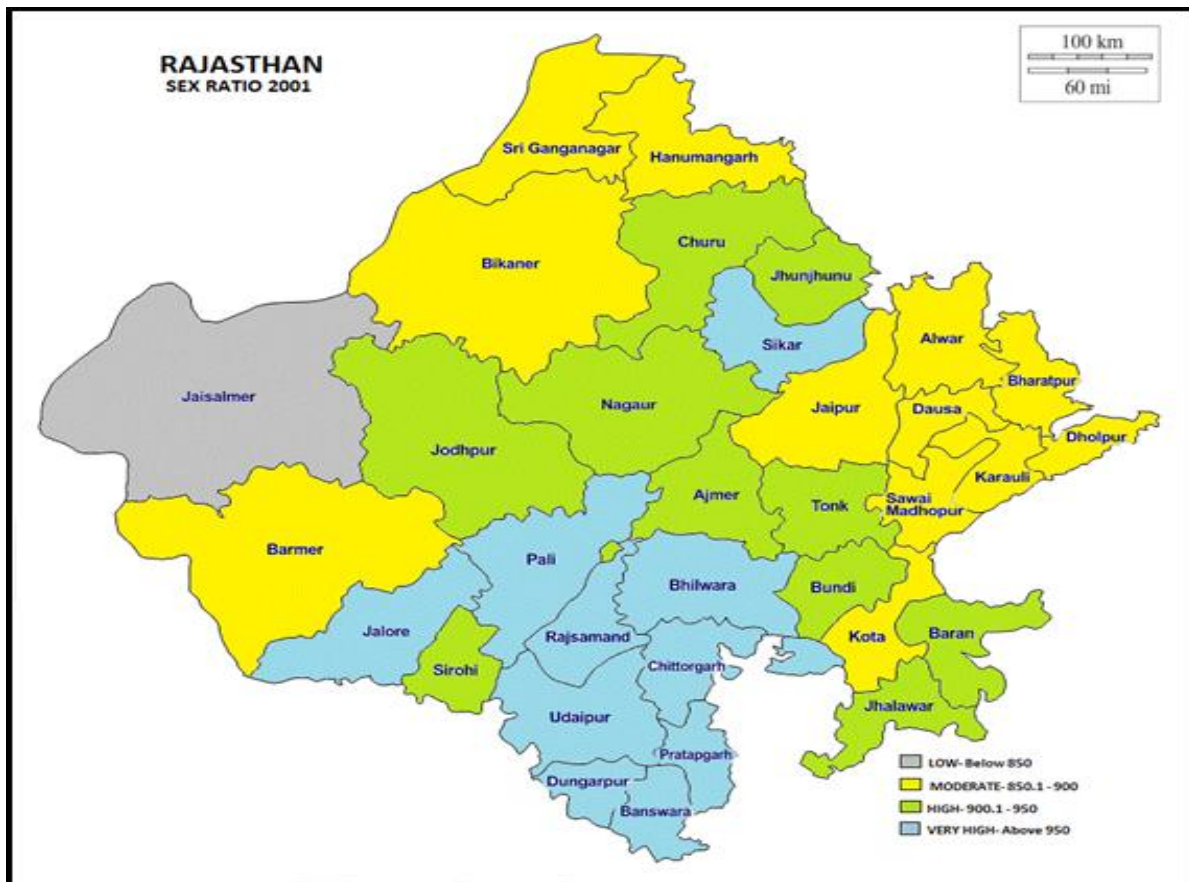 RAJASTHAN
SEX RATIO 2001
100 km
60 mi
Sri Ganganagar
Hanumangarh
Churu
Bikaner
Jhunjhunu
Sikar
Alwar
Bharatpur
Jaisalmer
Nagaur
Jaipur
Dausa
Dholpur
Jodhpur
Karauli
Ajmer
Tonk
Sawai
Madhopur
Barmer
Pali
Bhilwara
Bundi
Jalore
Rajsamand
Kota
Baran
Sirohi
Chittorgarh
Jhalawar
Udaipur
Pratapgarh
Dungarpur
Banswara
LOW- Below 850
MODERATE- 850.1 - 900
HIGH- 900.1 - 950
VERY HIGH- Above 950